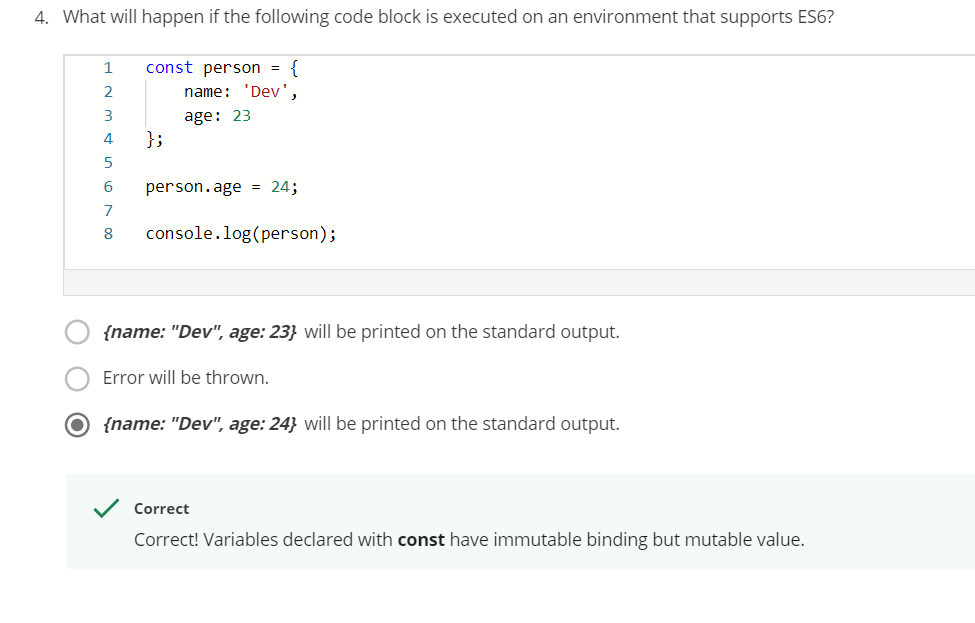 4. What will happen if the following code block is executed on an environment that supports ES6?
1 const person = {
2 name: 'Dev',
3 age: 23
4 };
5
6 person.age = 24;
7
8 console.log(person);
{name: "Dev", age: 23} will be printed on the standard output.
Error will be thrown.
{name: "Dev", age: 24} will be printed on the standard output.
Correct
Correct! Variables declared with const have immutable binding but mutable value.